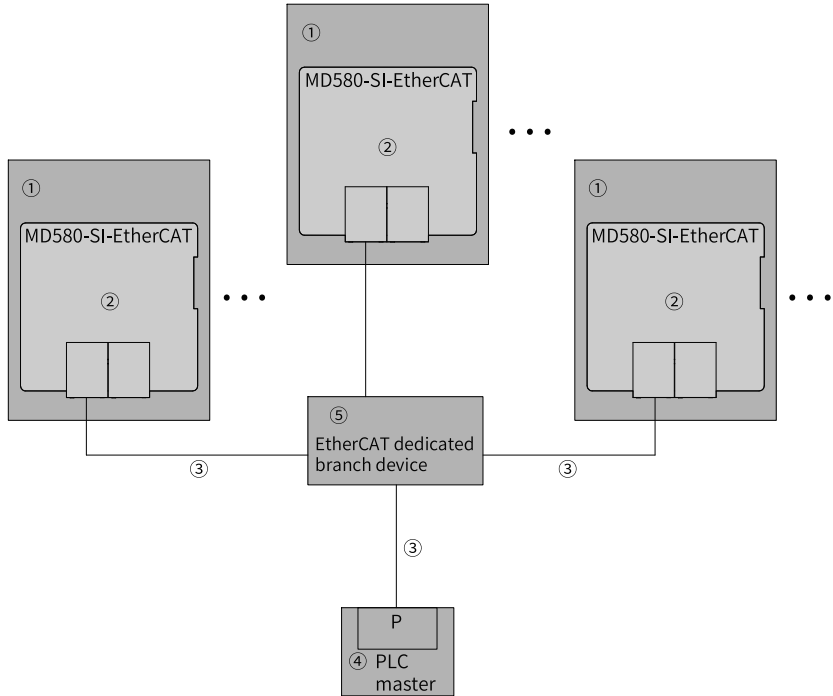 ①
MD580-SI-EtherCAT
②
• • •
①
MD580-SI-EtherCAT
②
• • •
①
MD580-SI-EtherCAT
②
• • •
⑤
EtherCAT dedicated
branch device
③
③
③
P
④ PLC
master